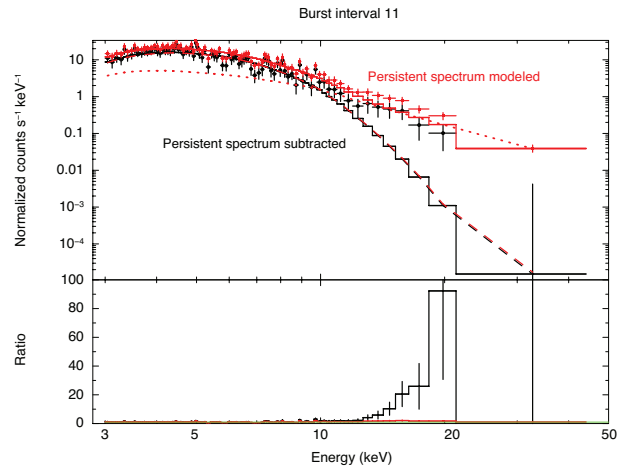 Burst interval 11
Normalized counts s⁻¹ keV⁻¹
10
1
0.1
0.01
10⁻³
10⁻⁴
Persistent spectrum modeled
Persistent spectrum subtracted
Ratio
100
80
60
40
20
0
3 5 10 20 50
Energy (keV)